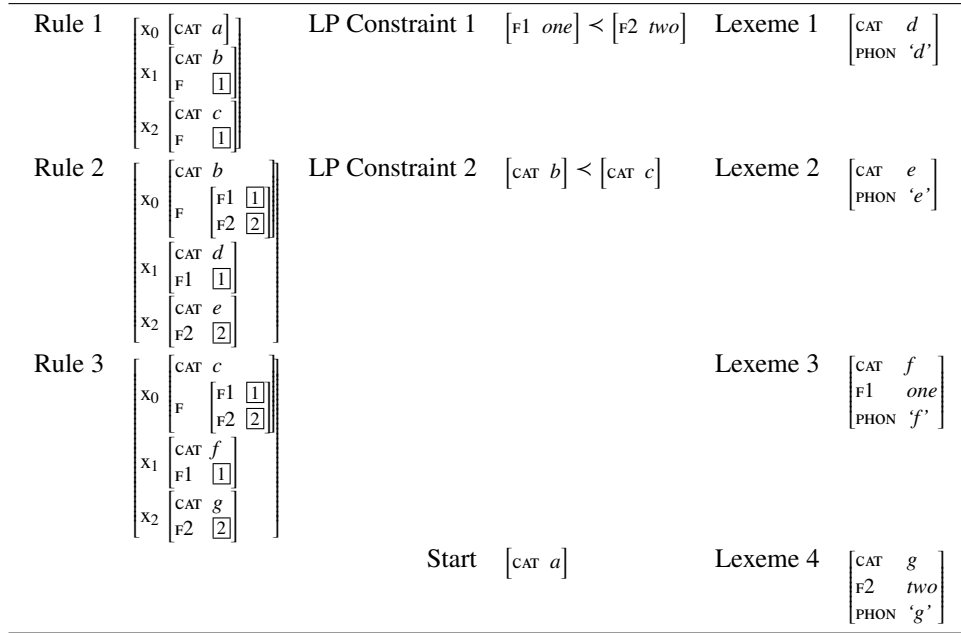 Rule 1 LP Constraint 1 [F1 one] ≺ [F2 two] Lexeme 1
x0 [CAT a]
x1 [CAT b
F 1]
x2 [CAT c
F 1]
CAT d
PHON ‘d’
Rule 2 LP Constraint 2 [CAT b] ≺ [CAT c] Lexeme 2
x0 CAT b
F F1 1
F2 2
x1 CAT d
F1 1
x2 CAT e
F2 2
CAT e
PHON ‘e’
Rule 3 Lexeme 3
x0 CAT c
F F1 1
F2 2
x1 CAT f
F1 1
x2 CAT g
F2 2
CAT f
F1 one
PHON ‘f’
Start [CAT a] Lexeme 4
CAT g
F2 two
PHON ‘g’